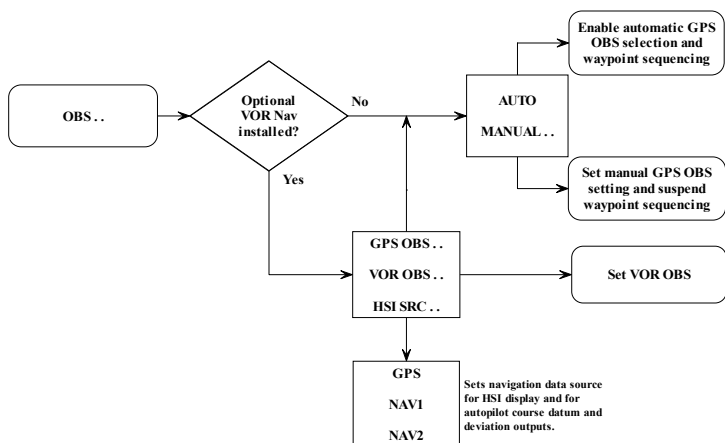 OBS . .
Optional
VOR Nav
installed?
No
Yes
AUTO
MANUAL . .
Enable automatic GPS
OBS selection and
waypoint sequencing
Set manual GPS OBS
setting and suspend
waypoint sequencing
GPS OBS . .
VOR OBS . .
HSI SRC . .
Set VOR OBS
GPS
NAV1
NAV2
Sets navigation data source
for HSI display and for
autopilot course datum and
deviation outputs.